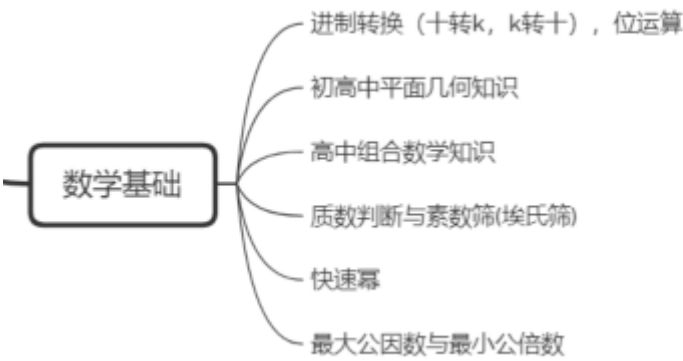 进制转换（十转k，k转十），位运算
初高中平面几何知识
高中组合数学知识
数学基础
质数判断与素数筛(埃氏筛)
快速幂
最大公因数与最小公倍数